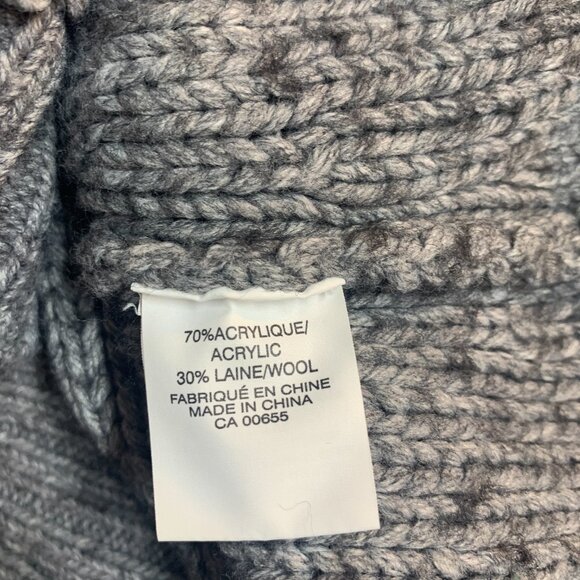 70%ACRYLIQUE/
ACRYLIC
30% LAINE/WOOL
FABRIQUÉ EN CHINE
MADE IN CHINA
CA 00655